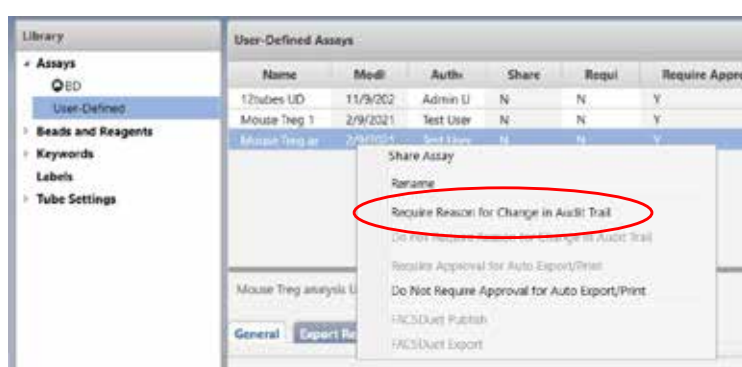 Library
Assays
BD
User-Defined
Beads and Reagents
Keywords
Labels
Tube Settings
User-Defined Assays
Name Modi Autho Share Requi Require Appro
12tubes UD 11/9/202 Admin U N N Y
Mouse Treg 1 2/9/2021 Test User N N Y
Mouse Treg an 2/9/2021 Test User N N Y
Share Assay
Rename
Require Reason for Change in Audit Trail
Do not Require Reason for Change in Audit Trail
Require Approval for Auto Export/Print
Do Not Require Approval for Auto Export/Print
FACSDuet Publish
FACSDuet Export
Mouse Treg analysis U
General Export Re